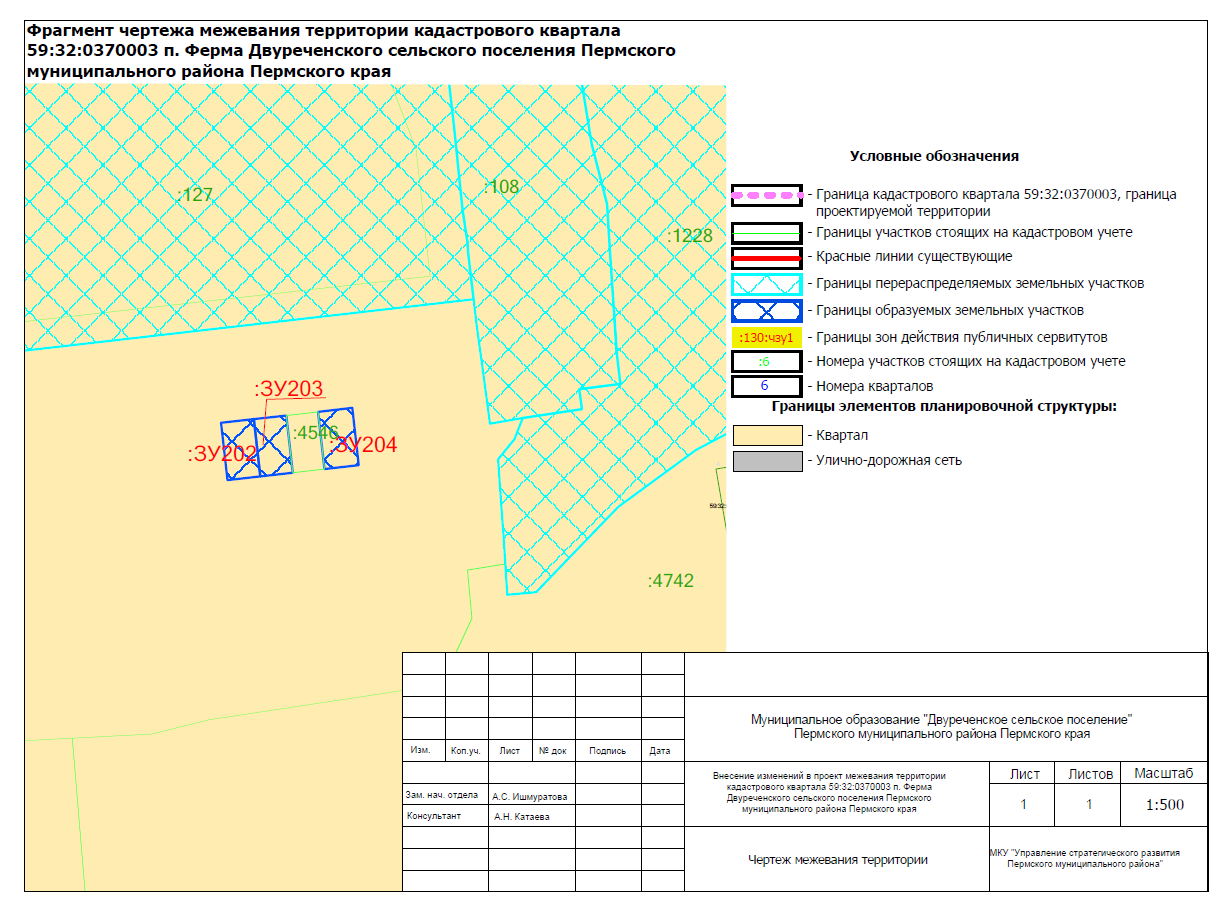 Фрагмент чертежа межевания территории кадастрового квартала
59:32:0370003 п. Ферма Двуреченского сельского поселения Пермского
муниципального района Пермского края
:127
:108
:1228
:ЗУ203
:4546
:ЗУ202
:ЗУ204
59:32:
:4742
Условные обозначения
- Граница кадастрового квартала 59:32:0370003, граница
проектируемой территории
- Границы участков стоящих на кадастровом учете
- Красные линии существующие
- Границы перераспределяемых земельных участков
- Границы образуемых земельных участков
:130:чзу1 - Границы зон действия публичных сервитутов
:6 - Номера участков стоящих на кадастровом учете
6 - Номера кварталов
Границы элементов планировочной структуры:
- Квартал
- Улично-дорожная сеть
Муниципальное образование "Двуреченское сельское поселение"
Пермского муниципального района Пермского края
Изм. Коп.уч. Лист № док Подпись Дата
Зам. нач. отдела А.С. Ишмуратова
Консультант А.Н. Катаева
Внесение изменений в проект межевания территории
кадастрового квартала 59:32:0370003 п. Ферма
Двуреченского сельского поселения Пермского
муниципального района Пермского края
Лист Листов Масштаб
1 1 1:500
Чертеж межевания территории
МКУ "Управление стратегического развития
Пермского муниципального района"